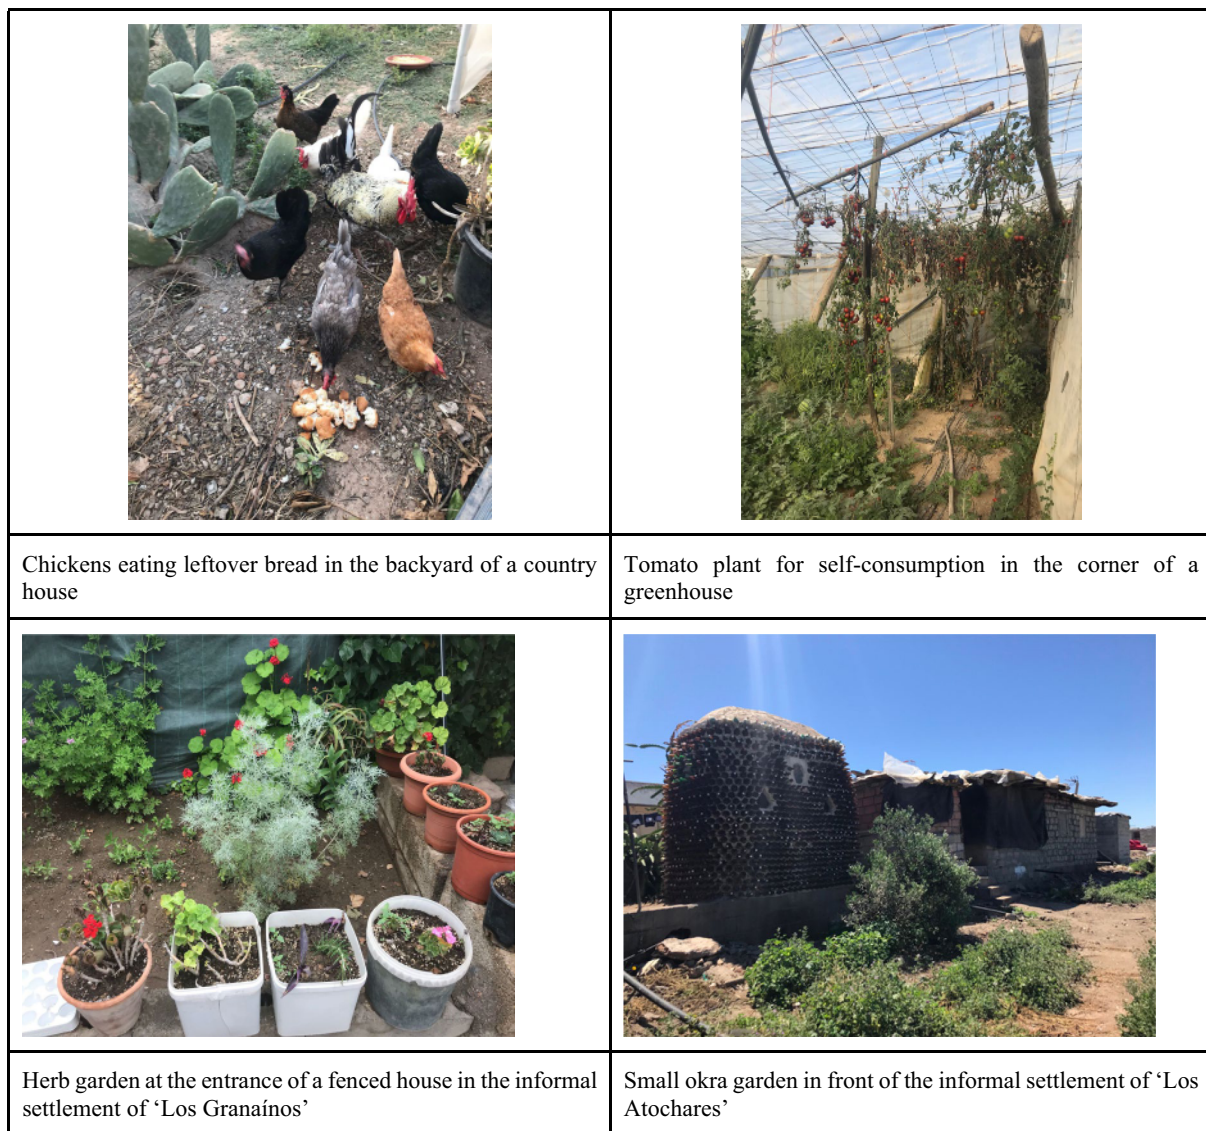 Chickens eating leftover bread in the backyard of a country
house
Tomato plant for self-consumption in the corner of a
greenhouse
Herb garden at the entrance of a fenced house in the informal
settlement of ‘Los Granaínos’
Small okra garden in front of the informal settlement of ‘Los
Atochares’